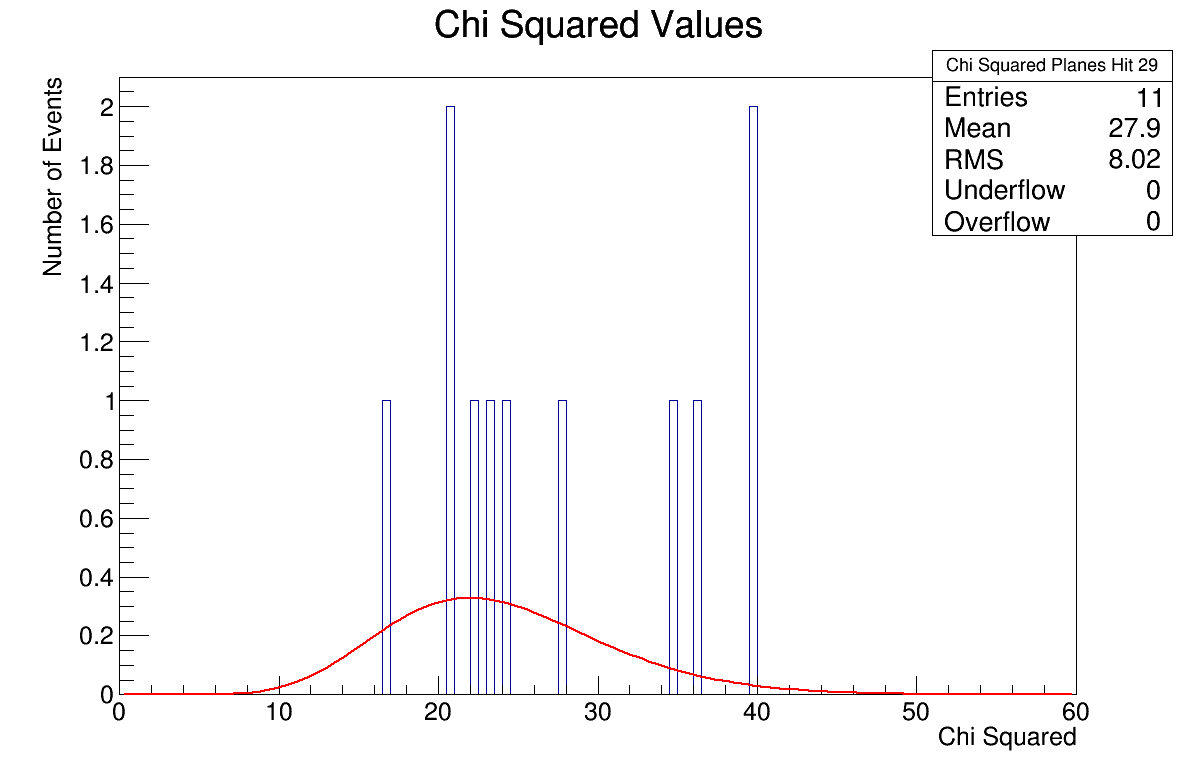 Chi Squared Values
Chi Squared Planes Hit 29
Entries 11
Mean 27.9
RMS 8.02
Underflow 0
Overflow 0
Number of Events
2
1.8
1.6
1.4
1.2
1
0.8
0.6
0.4
0.2
0
0 10 20 30 40 50 60
Chi Squared